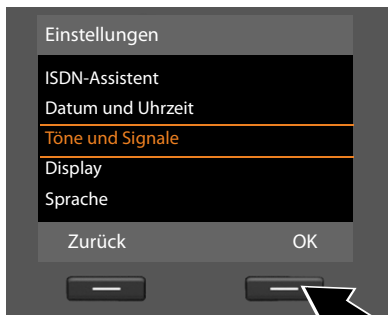 Einstellungen
ISDN-Assistent
Datum und Uhrzeit
Töne und Signale
Display
Sprache
Zurück OK